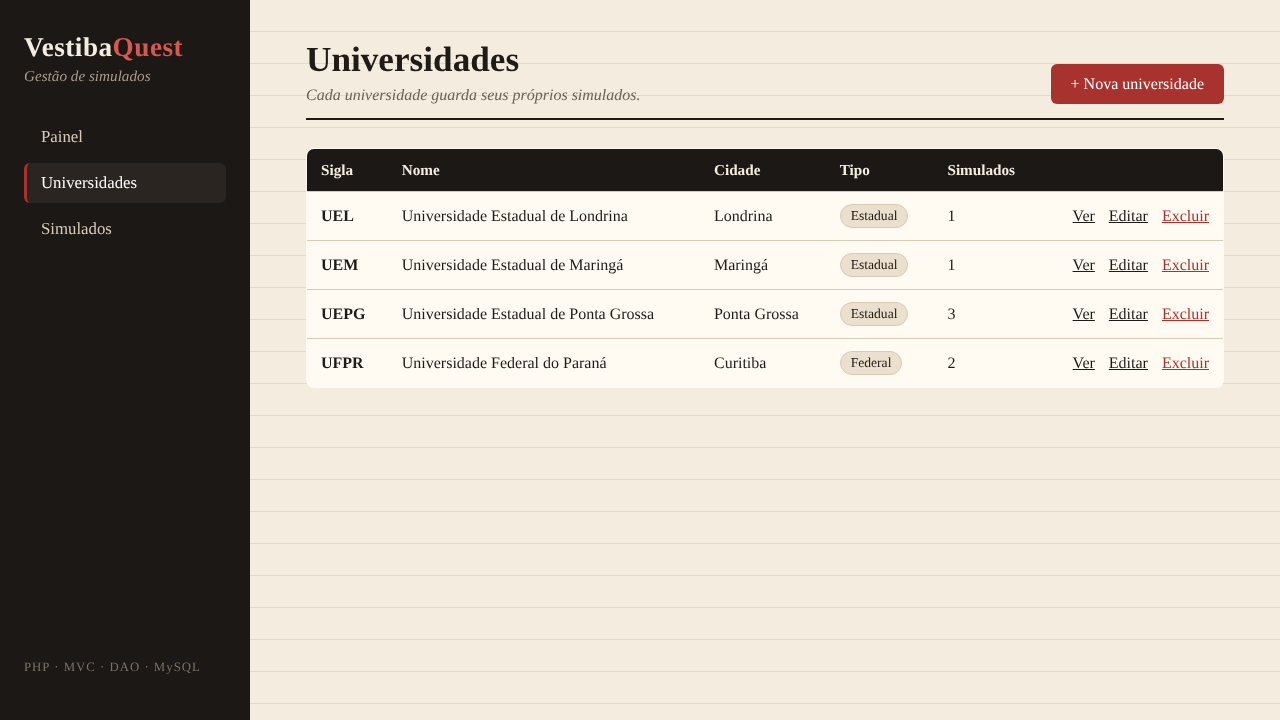 VestibaQuest
Gestão de simulados
Painel
Universidades
Simulados
PHP · MVC · DAO · MySQL
Universidades
Cada universidade guarda seus próprios simulados.
+ Nova universidade
Sigla Nome Cidade Tipo Simulados
UEL Universidade Estadual de Londrina Londrina Estadual 1 Ver Editar Excluir
UEM Universidade Estadual de Maringá Maringá Estadual 1 Ver Editar Excluir
UEPG Universidade Estadual de Ponta Grossa Ponta Grossa Estadual 3 Ver Editar Excluir
UFPR Universidade Federal do Paraná Curitiba Federal 2 Ver Editar Excluir